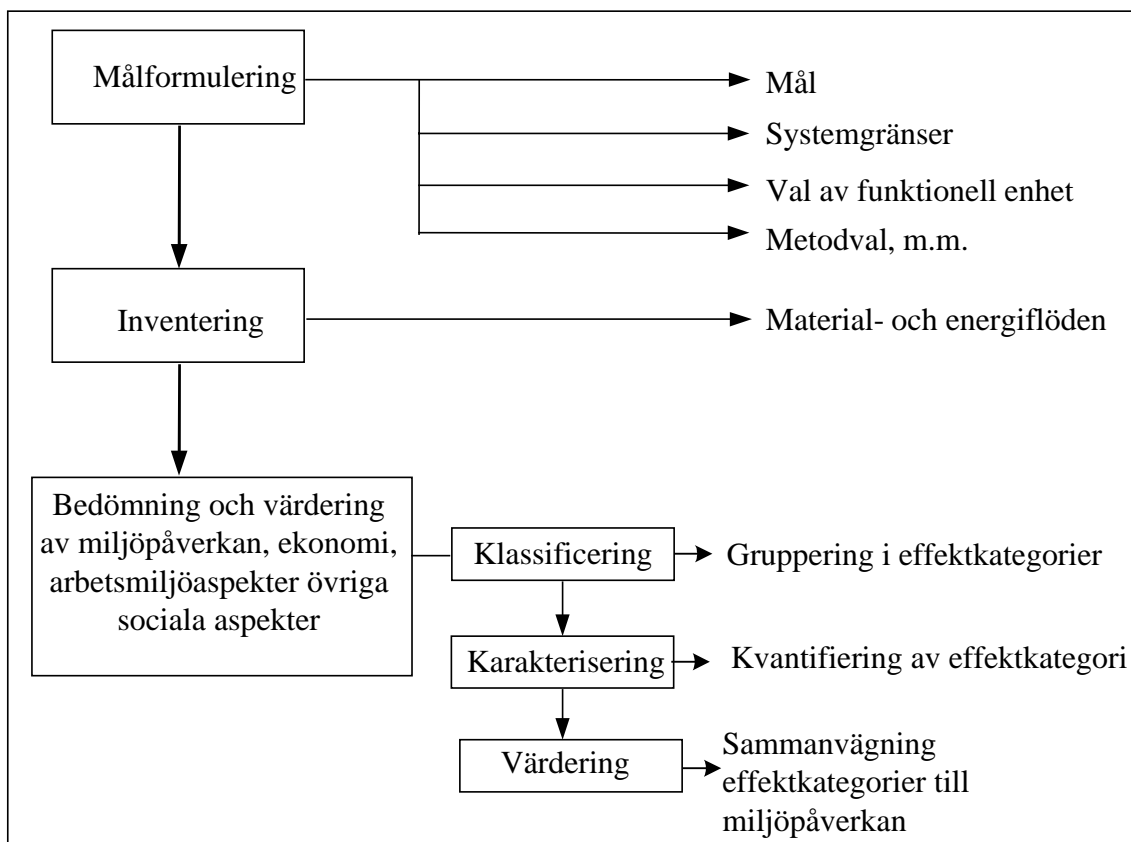 Målformulering
Mål
Systemgränser
Val av funktionell enhet
Metodval, m.m.
Inventering
Material- och energiflöden
Bedömning och värdering
av miljöpåverkan, ekonomi,
arbetsmiljöaspekter övriga
sociala aspekter
Klassificering
Gruppering i effektkategorier
Karakterisering
Kvantifiering av effektkategori
Värdering
Sammanvägning
effektkategorier till
miljöpåverkan